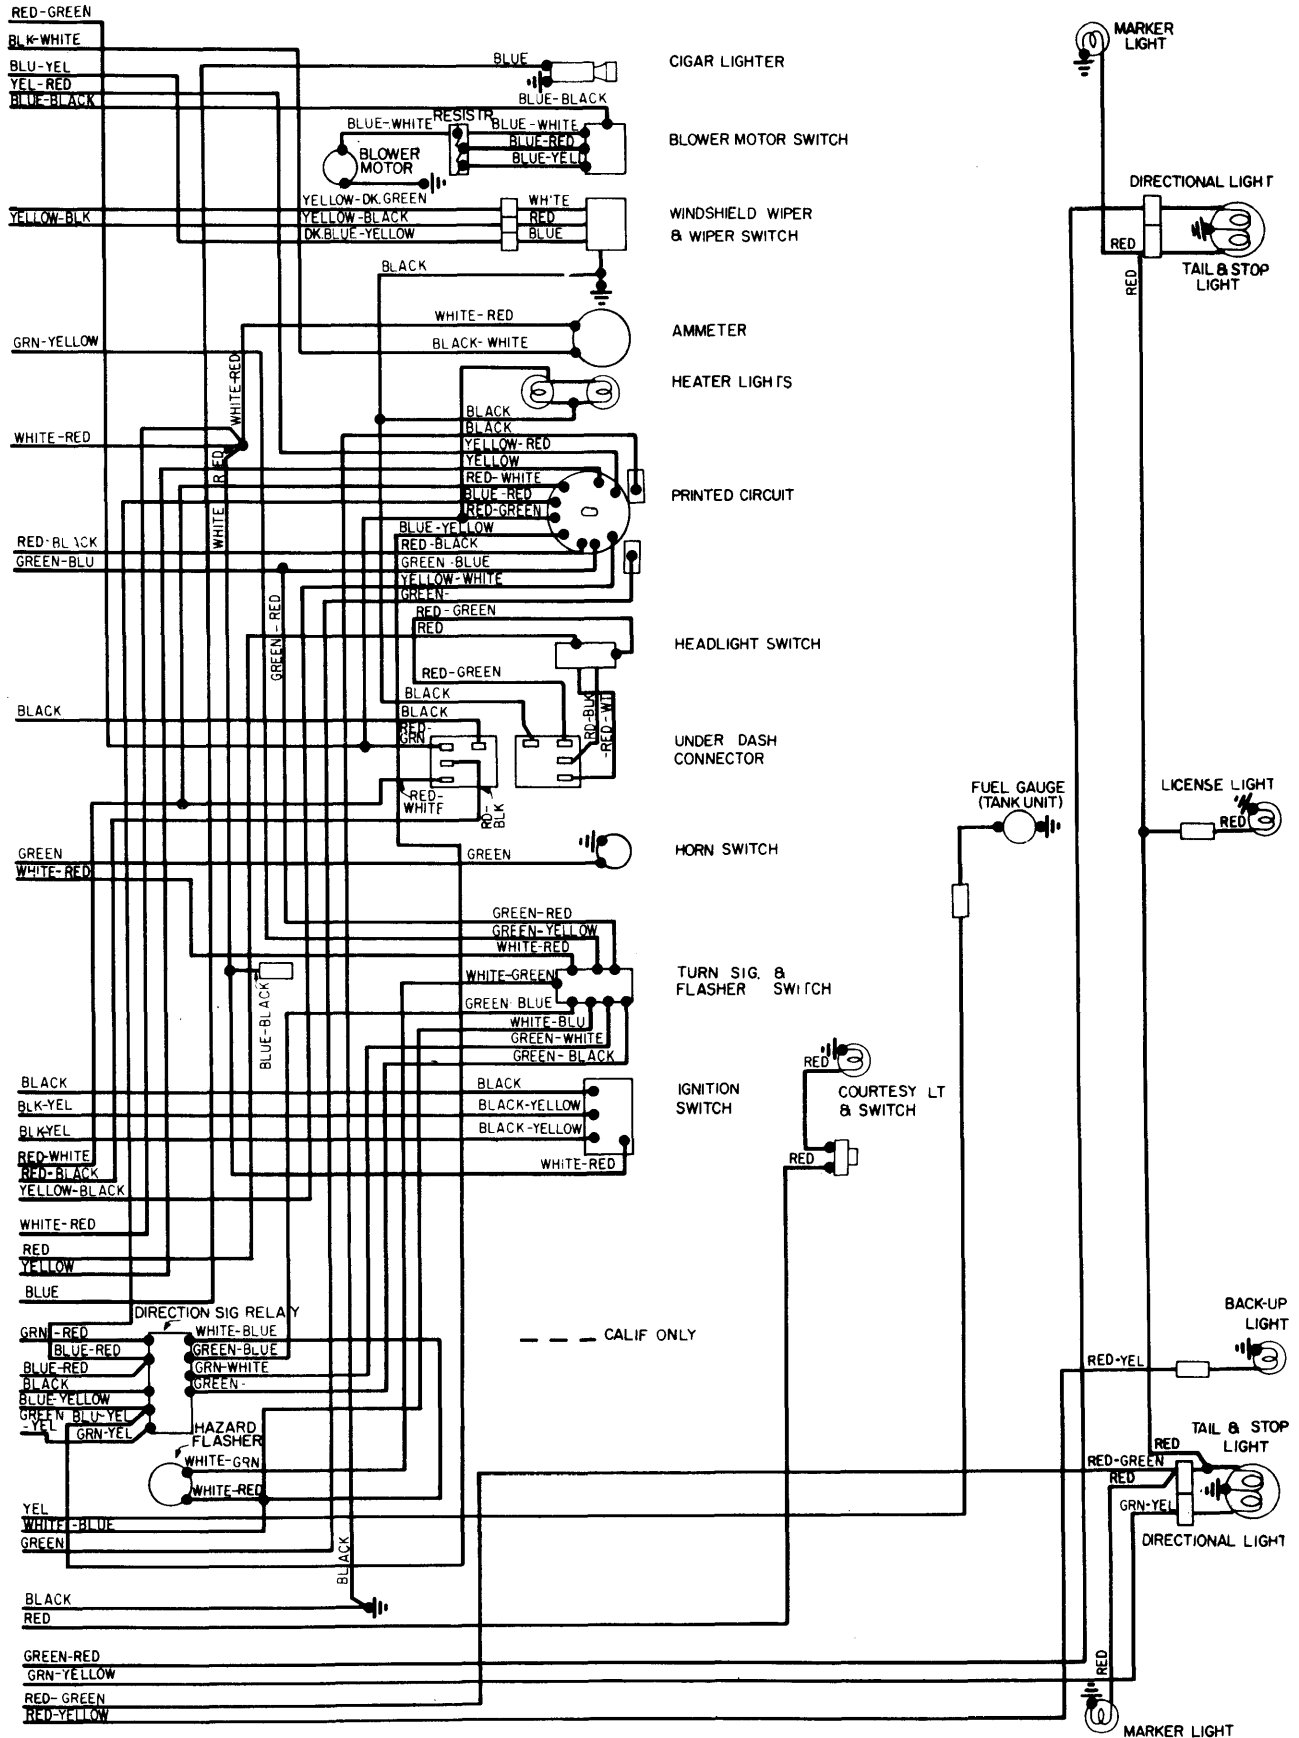 RED-GREEN
BLK-WHITE
BLU-YEL
YEL-RED
BLUE-BLACK
BLUE
CIGAR LIGHTER
BLUE-BLACK
RESISTR
BLUE-WHITE
BLUE-WHITE
BLUE-RED
BLUE-YEL
BLOWER
MOTOR
BLOWER MOTOR SWITCH
MARKER
LIGHT
YELLOW-DK.GREEN
WHITE
YELLOW-BLK
YELLOW-BLACK
RED
DK.BLUE-YELLOW
BLUE
WINDSHIELD WIPER
& WIPER SWITCH
DIRECTIONAL LIGHT
RED
RED
TAIL & STOP
LIGHT
BLACK
WHITE-RED
AMMETER
GRN-YELLOW
BLACK-WHITE
WHITE-RED
HEATER LIGHTS
BLACK
BLACK
WHITE-RED
YELLOW-RED
YELLOW
RED-WHITE
BLUE-RED
RED-GREEN
PRINTED CIRCUIT
WHITE RED
BLUE-YELLOW
RED-BLACK
RED-BLACK
GREEN-BLU
GREEN-BLUE
YELLOW-WHITE
GREEN-
GREEN-RED
RED-GREEN
RED
HEADLIGHT SWITCH
RED-GREEN
BLACK
RD-BLK
RED-WT
BLACK
BLACK
RED-
GRN
UNDER DASH
CONNECTOR
RED-
WHITE
RD-
BLK
FUEL GAUGE
(TANK UNIT)
LICENSE LIGHT
RED
GREEN
GREEN
HORN SWITCH
WHITE-RED
GREEN-RED
GREEN-YELLOW
WHITE-RED
WHITE-GREEN
TURN SIG. &
FLASHER SWITCH
BLUE-BLACK
GREEN BLUE
WHITE-BLU
GREEN-WHITE
GREEN-BLACK
RED
COURTESY LT
& SWITCH
RED
BLACK
BLACK
IGNITION
SWITCH
BLK-YEL
BLACK-YELLOW
BLK-YEL
BLACK-YELLOW
RED-WHITE
WHITE-RED
RED-BLACK
YELLOW-BLACK
WHITE-RED
RED
YELLOW
BLUE
DIRECTION SIG RELAY
GRN-RED
WHITE-BLUE
BLUE-RED
GREEN-BLUE
BLUE-RED
GRN-WHITE
BLACK
GREEN-
BLUE-YELLOW
GREEN
-YEL
BLU-YEL
GRN-YEL
CALIF ONLY
BACK-UP
LIGHT
RED-YEL
HAZARD
FLASHER
WHITE-GRN
WHITE-RED
TAIL & STOP
LIGHT
RED
RED-GREEN
RED
GRN-YEL
DIRECTIONAL LIGHT
YEL
WHITE-BLUE
GREEN
BLACK
BLACK
RED
GREEN-RED
GRN-YELLOW
RED-GREEN
RED-YELLOW
RED
MARKER LIGHT